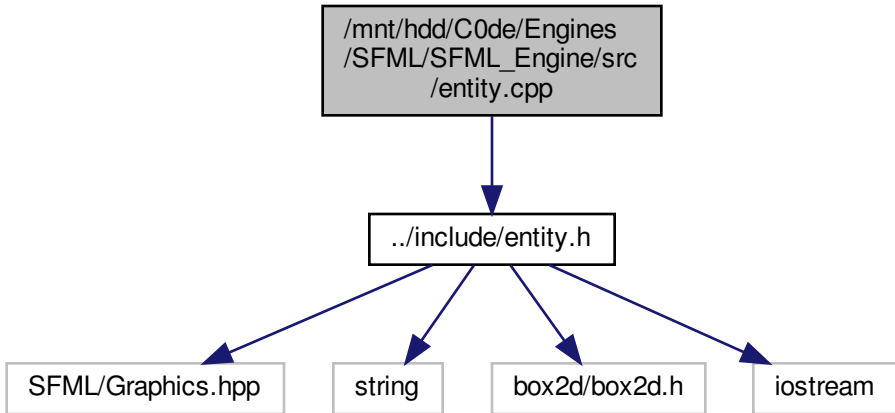 /mnt/hdd/C0de/Engines
/SFML/SFML_Engine/src
/entity.cpp
../include/entity.h
SFML/Graphics.hpp
string
box2d/box2d.h
iostream